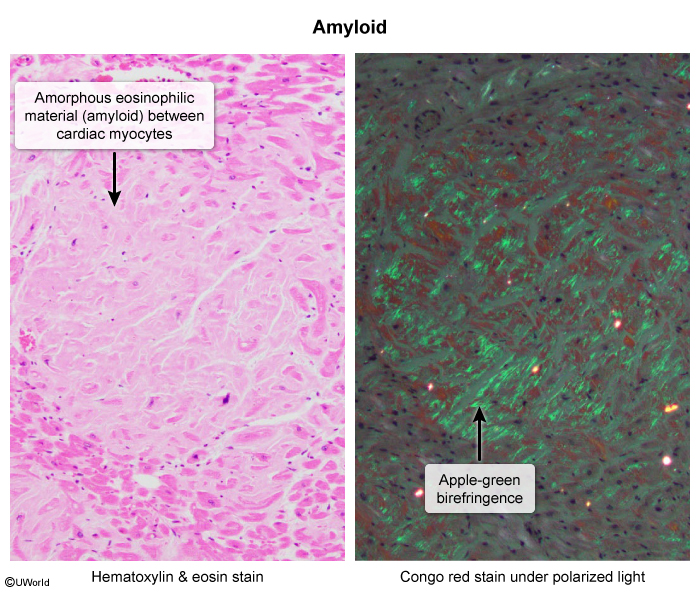 Amyloid
Amorphous eosinophilic
material (amyloid) between
cardiac myocytes
Apple-green
birefringence
Hematoxylin & eosin stain
Congo red stain under polarized light
©UWorld